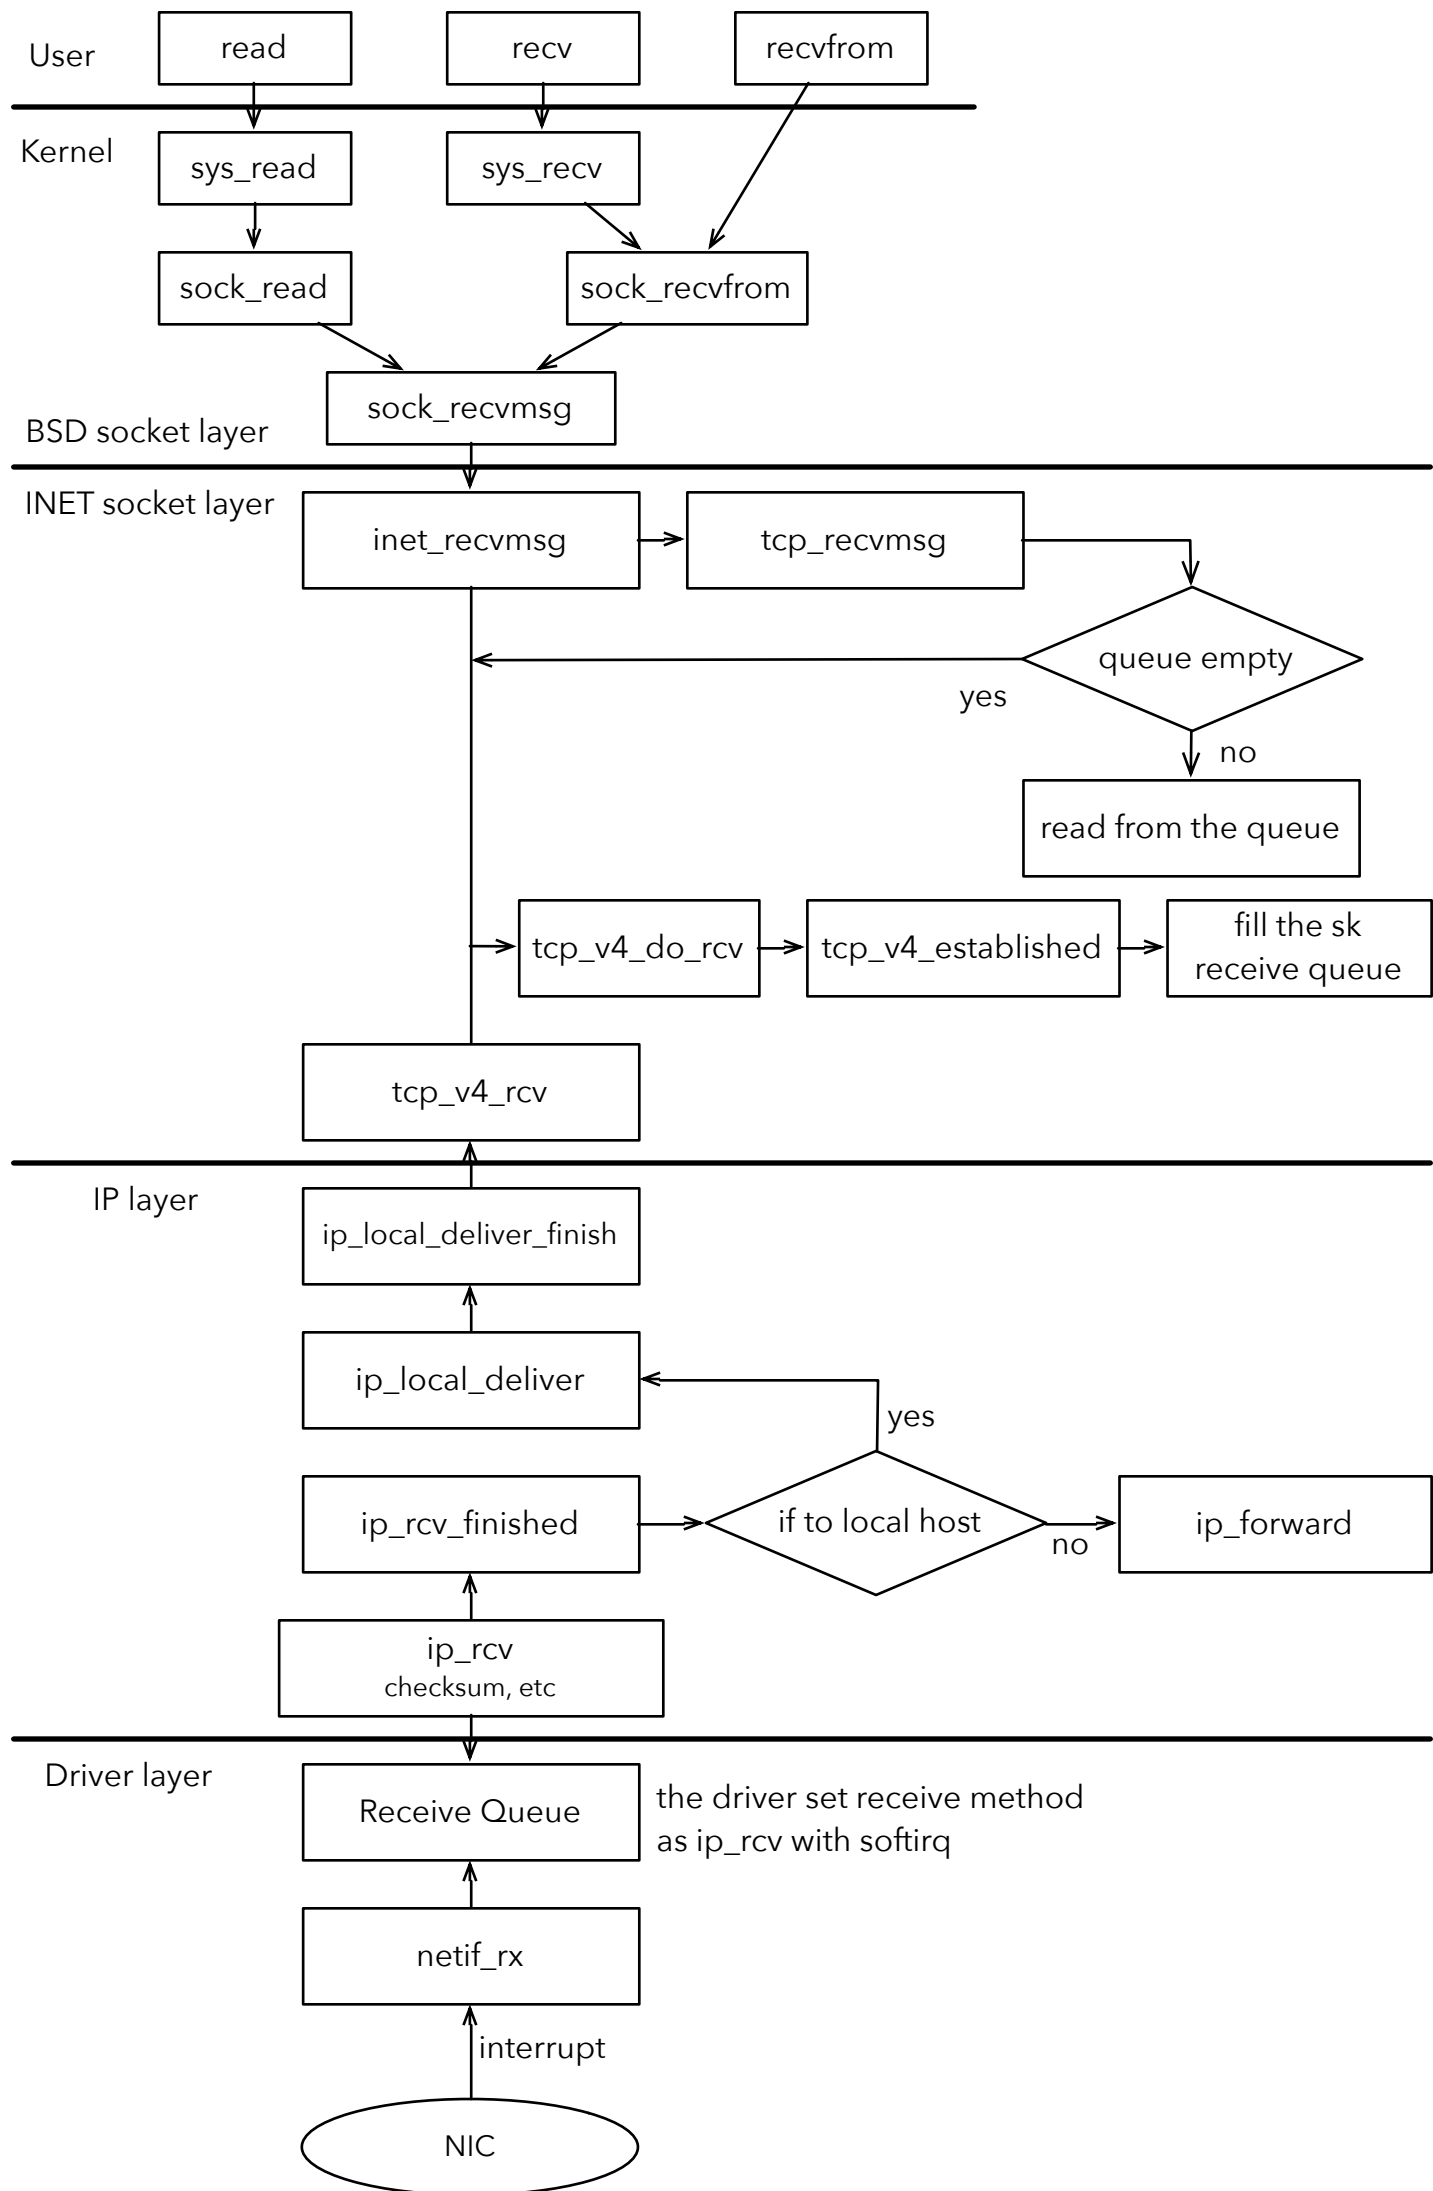 User
read
recv
recvfrom
Kernel
sys_read
sys_recv
sock_read
sock_recvfrom
sock_recvmsg
BSD socket layer
INET socket layer
inet_recvmsg
tcp_recvmsg
queue empty
yes
no
read from the queue
tcp_v4_do_rcv
tcp_v4_established
fill the sk
receive queue
tcp_v4_rcv
IP layer
ip_local_deliver_finish
ip_local_deliver
yes
ip_rcv_finished
if to local host
no
ip_forward
ip_rcv
checksum, etc
Driver layer
Receive Queue
the driver set receive method
as ip_rcv with softirq
netif_rx
interrupt
NIC